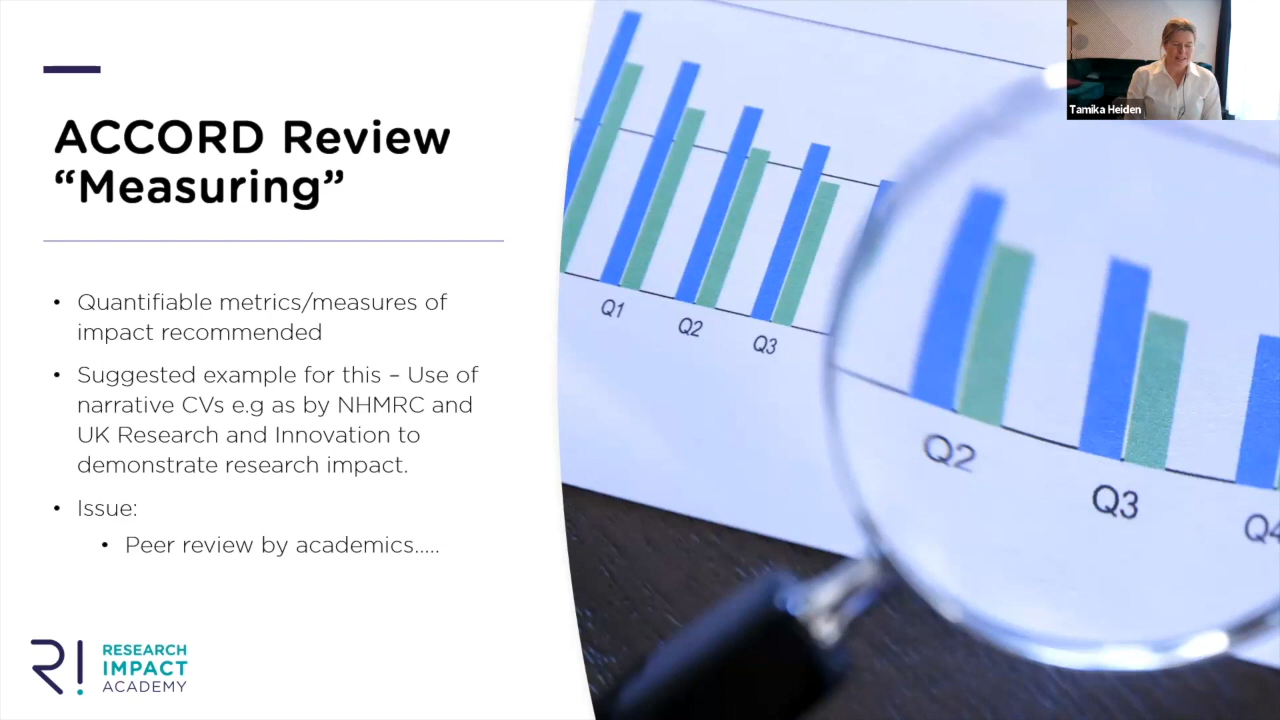 ACCORD Review
“Measuring”
• Quantifiable metrics/measures of
impact recommended
• Suggested example for this – Use of
narrative CVs e.g as by NHMRC and
UK Research and Innovation to
demonstrate research impact.
• Issue:
• Peer review by academics.....
R!
RESEARCH
IMPACT
ACADEMY
Q1
Q2
Q3
Q2
Q3
Q4
Tamika Heiden